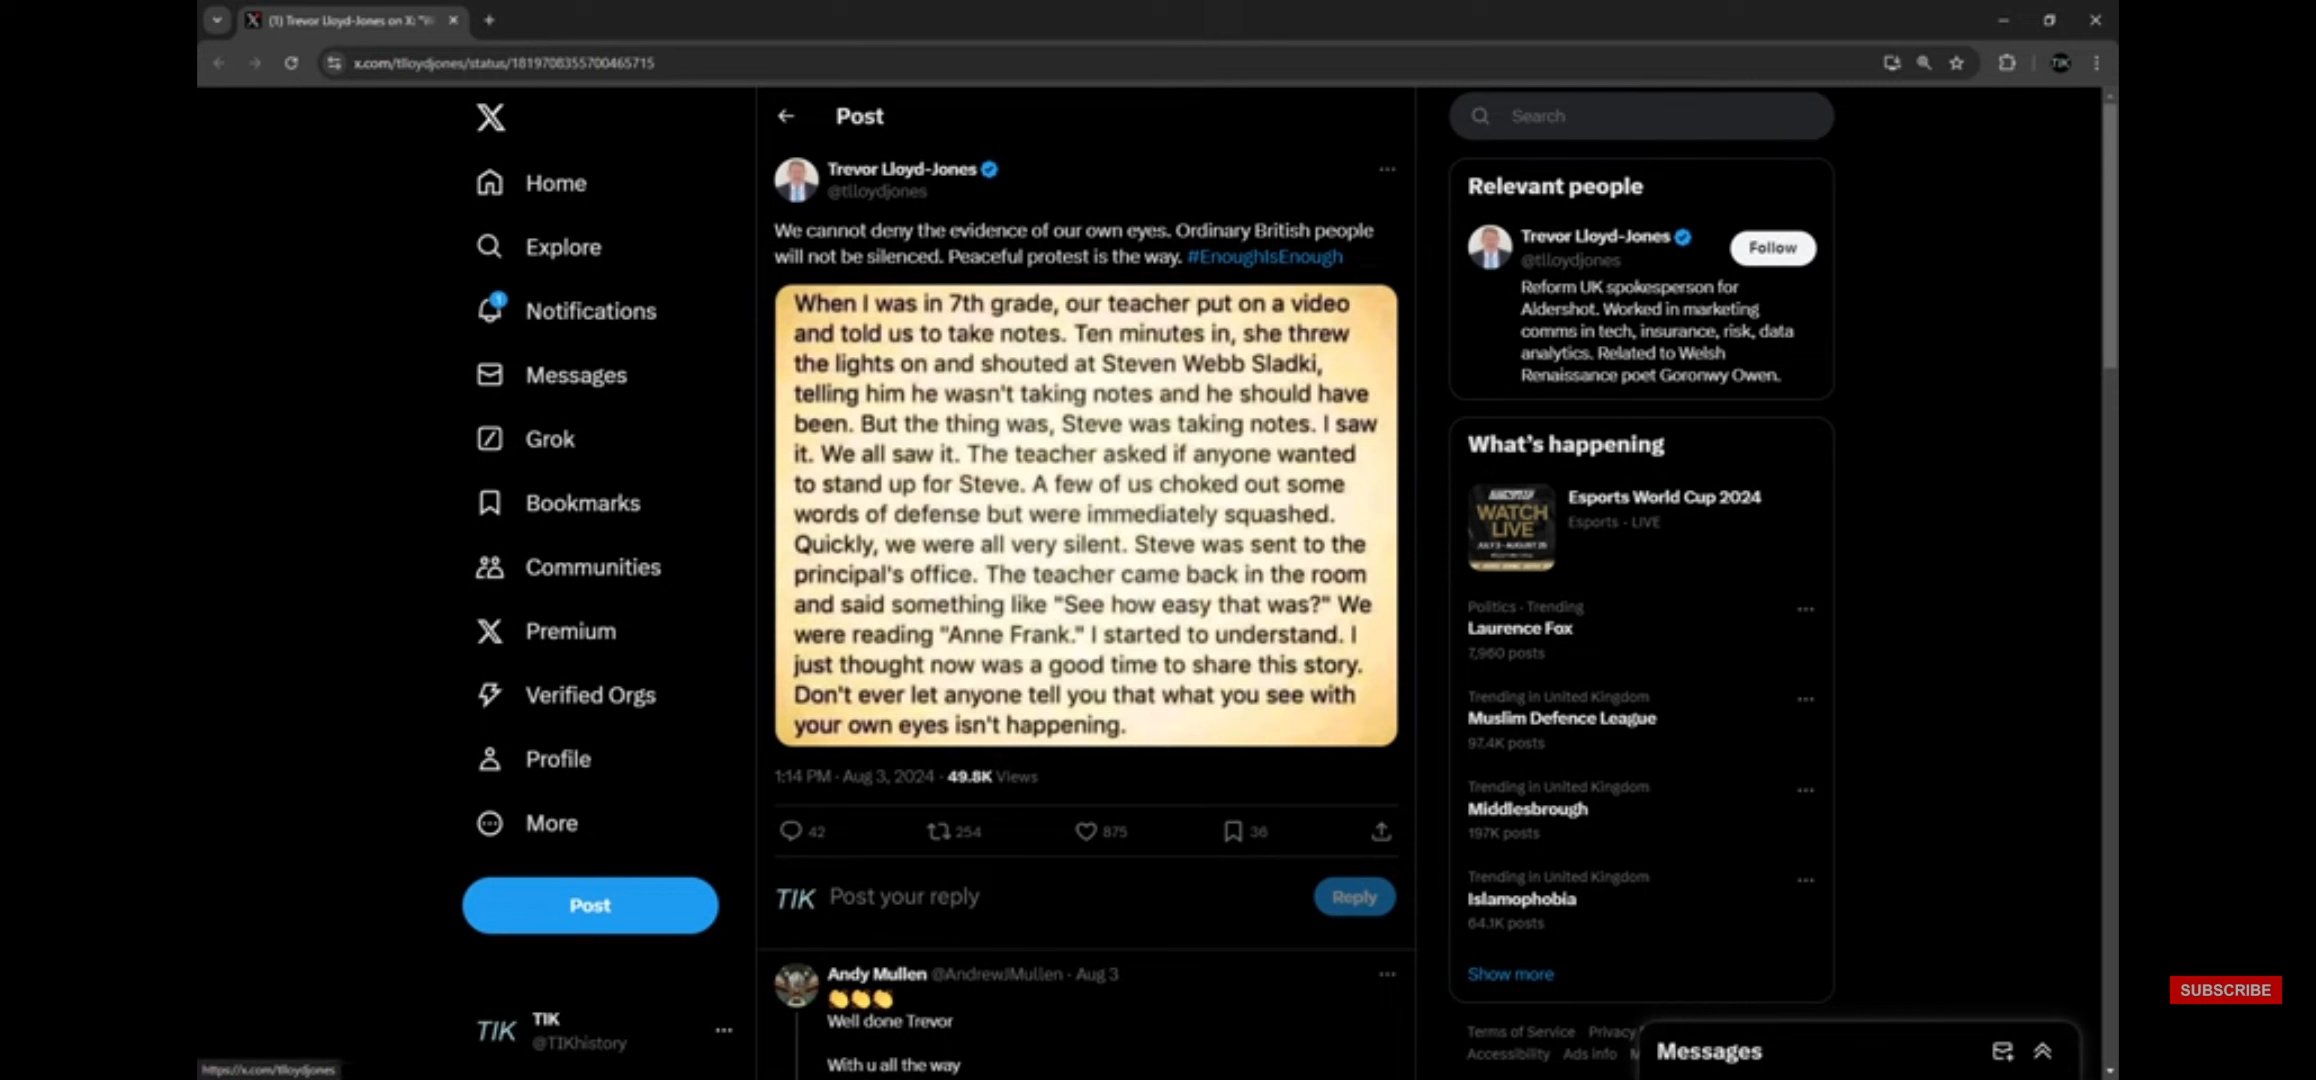 (1) Trevor Lloyd-Jones on X: "W
x.com/tlloydjones/status/1819708355700465715
TIK
Home
Explore
1
Notifications
Messages
Grok
Bookmarks
Communities
Premium
Verified Orgs
Profile
More
Post
TIK
TIK
@TIKhistory
https://x.com/tlloydjones
Post
Trevor Lloyd-Jones
@tlloydjones
We cannot deny the evidence of our own eyes. Ordinary British people
will not be silenced. Peaceful protest is the way. #EnoughIsEnough
When I was in 7th grade, our teacher put on a video
and told us to take notes. Ten minutes in, she threw
the lights on and shouted at Steven Webb Sladki,
telling him he wasn't taking notes and he should have
been. But the thing was, Steve was taking notes. I saw
it. We all saw it. The teacher asked if anyone wanted
to stand up for Steve. A few of us choked out some
words of defense but were immediately squashed.
Quickly, we were all very silent. Steve was sent to the
principal's office. The teacher came back in the room
and said something like "See how easy that was?" We
were reading "Anne Frank." I started to understand. I
just thought now was a good time to share this story.
Don't ever let anyone tell you that what you see with
your own eyes isn't happening.
1:14 PM · Aug 3, 2024 · 49.8K Views
42 254 875 36
TIK Post your reply
Reply
Andy Mullen @AndrewJMullen · Aug 3
Well done Trevor
With u all the way
Search
Relevant people
Trevor Lloyd-Jones
@tlloydjones
Follow
Reform UK spokesperson for
Aldershot. Worked in marketing
comms in tech, insurance, risk, data
analytics. Related to Welsh
Renaissance poet Goronwy Owen.
What's happening
WATCH
LIVE
Esports World Cup 2024
Esports · LIVE
Politics · Trending
Laurence Fox
7,960 posts
Trending in United Kingdom
Muslim Defence League
97.4K posts
Trending in United Kingdom
Middlesbrough
197K posts
Trending in United Kingdom
Islamophobia
64.1K posts
Show more
Terms of Service Privacy
Accessibility Ads info M
Messages
SUBSCRIBE